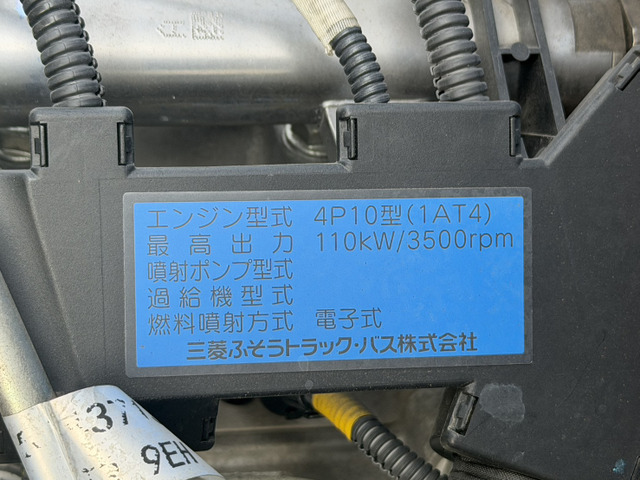 エンジン型式 4P10型(1AT4)
最高出力 110kW/3500rpm
噴射ポンプ型式
過給機型式
燃料噴射方式 電子式
三菱ふそうトラック・バス株式会社
371
9EH